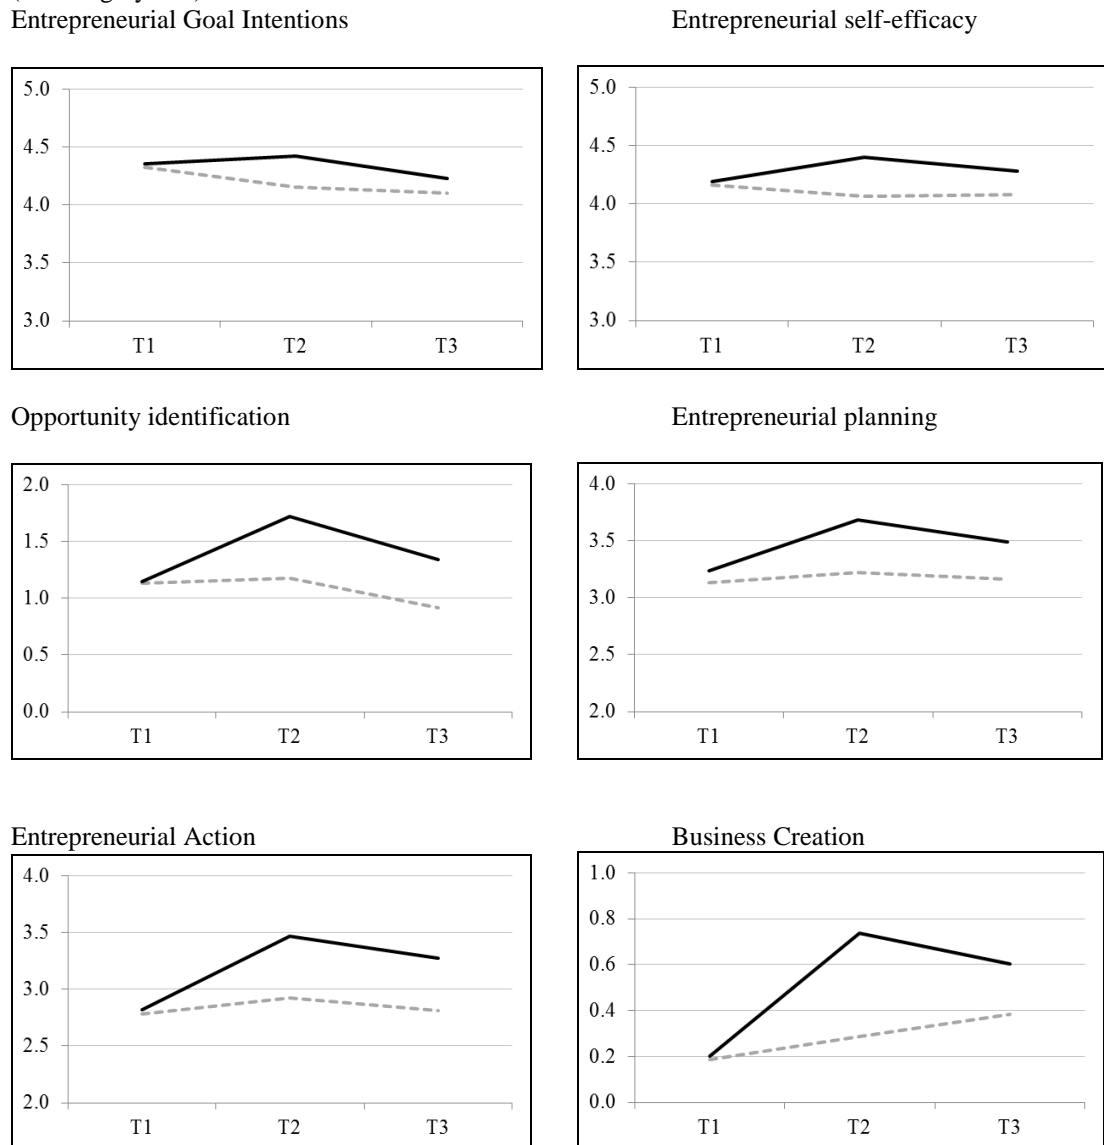 Entrepreneurial Goal Intentions
Entrepreneurial self-efficacy
5.0
4.5
4.0
3.5
3.0
T1 T2 T3
5.0
4.5
4.0
3.5
3.0
T1 T2 T3
Opportunity identification
Entrepreneurial planning
2.0
1.5
1.0
0.5
0.0
T1 T2 T3
4.0
3.5
3.0
2.5
2.0
T1 T2 T3
Entrepreneurial Action
Business Creation
4.0
3.5
3.0
2.5
2.0
T1 T2 T3
1.0
0.8
0.6
0.4
0.2
0.0
T1 T2 T3